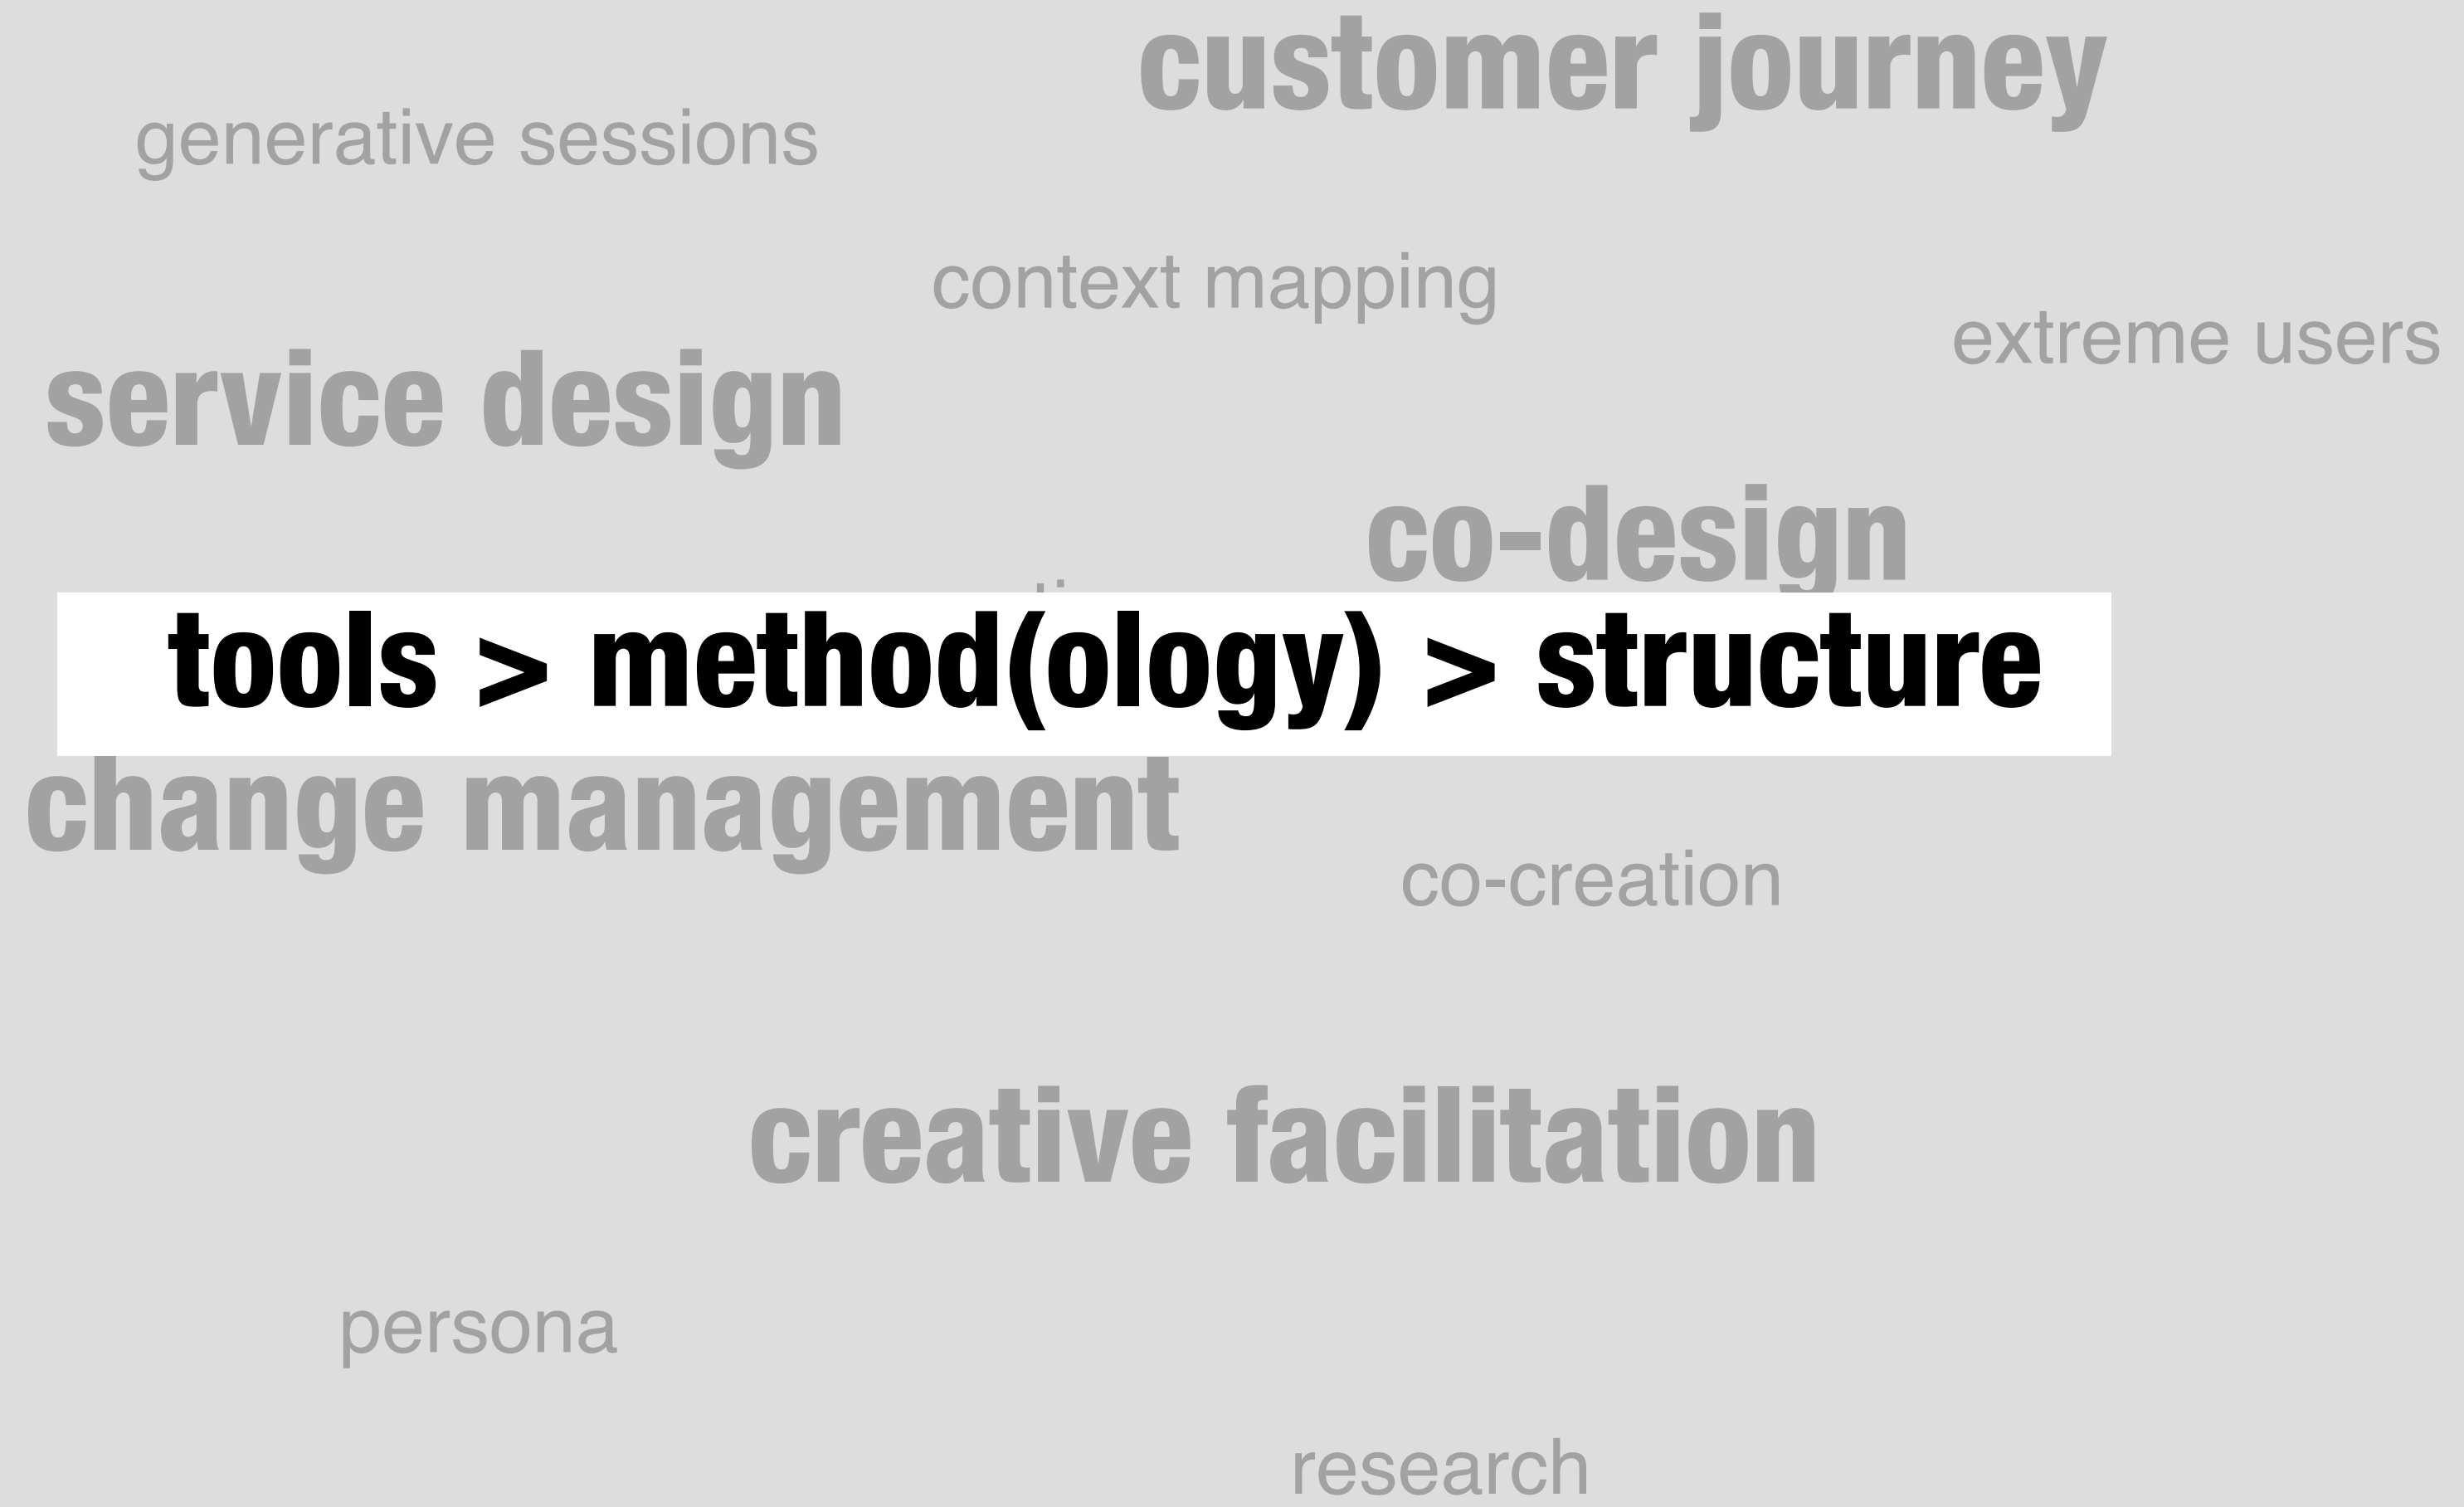 customer journey
generative sessions
context mapping
extreme users
service design
co-design
tools > method(ology) > structure
change management
co-creation
creative facilitation
persona
research